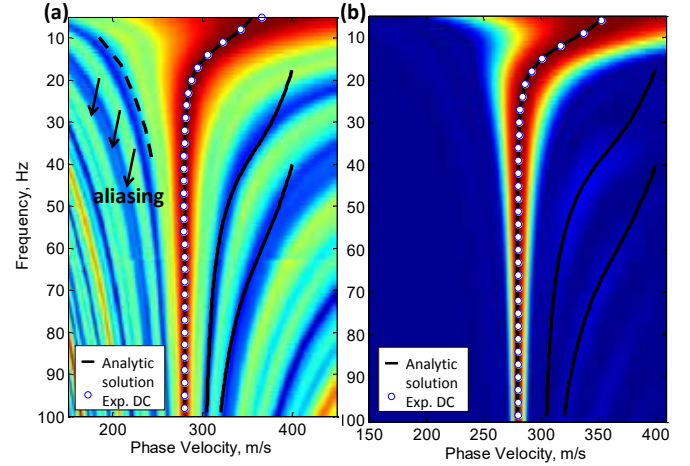 (a)
(b)
10
20
30
40
50
60
70
80
90
100
Frequency, Hz
aliasing
Analytic
solution
Exp. DC
200
300
400
Phase Velocity, m/s
10
20
30
40
50
60
70
80
90
100
Analytic
solution
Exp. DC
150
200
250
300
350
400
Phase Velocity, m/s